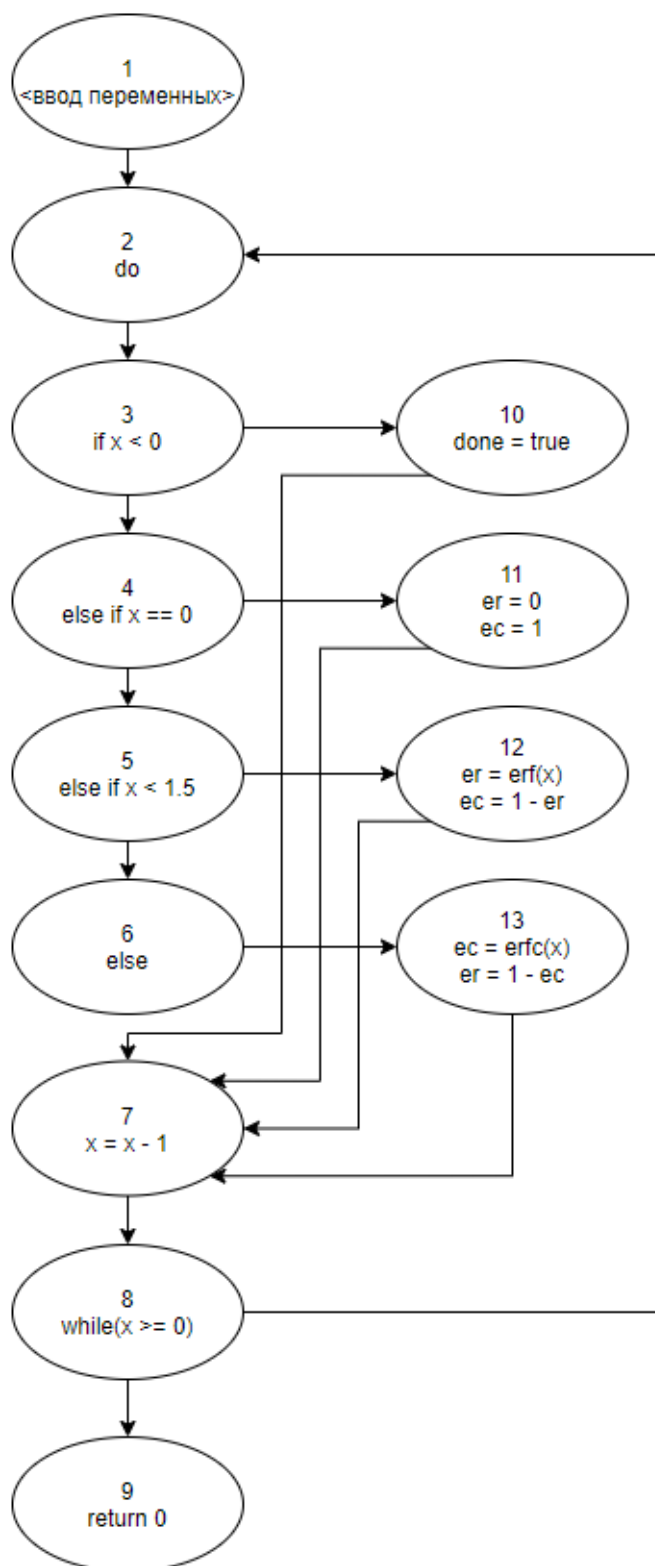 1
<ввод переменных>
2
do
3
if x < 0
10
done = true
4
else if x == 0
11
er = 0
ec = 1
5
else if x < 1.5
12
er = erf(x)
ec = 1 - er
6
else
13
ec = erfc(x)
er = 1 - ec
7
x = x - 1
8
while(x >= 0)
9
return 0